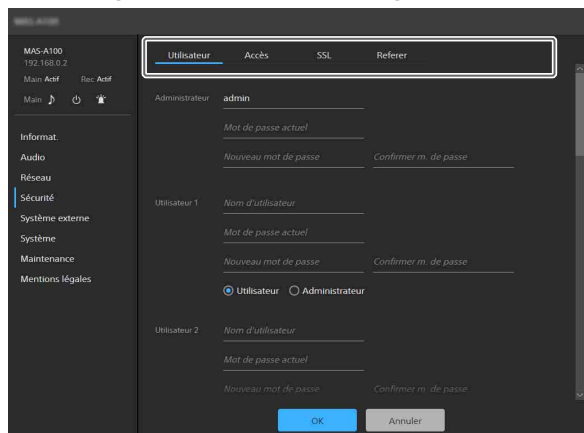 MAS-A100
192.168.0.2
Main Actif Rec Actif
Main
Informat.
Audio
Réseau
Sécurité
Système externe
Système
Maintenance
Mentions légales
Utilisateur Accès SSL Referer
Administrateur admin
Mot de passe actuel
Nouveau mot de passe Confirmer m. de passe
Utilisateur 1 Nom d'utilisateur
Mot de passe actuel
Nouveau mot de passe Confirmer m. de passe
Utilisateur Administrateur
Utilisateur 2 Nom d'utilisateur
Mot de passe actuel
Nouveau mot de passe Confirmer m. de passe
OK Annuler